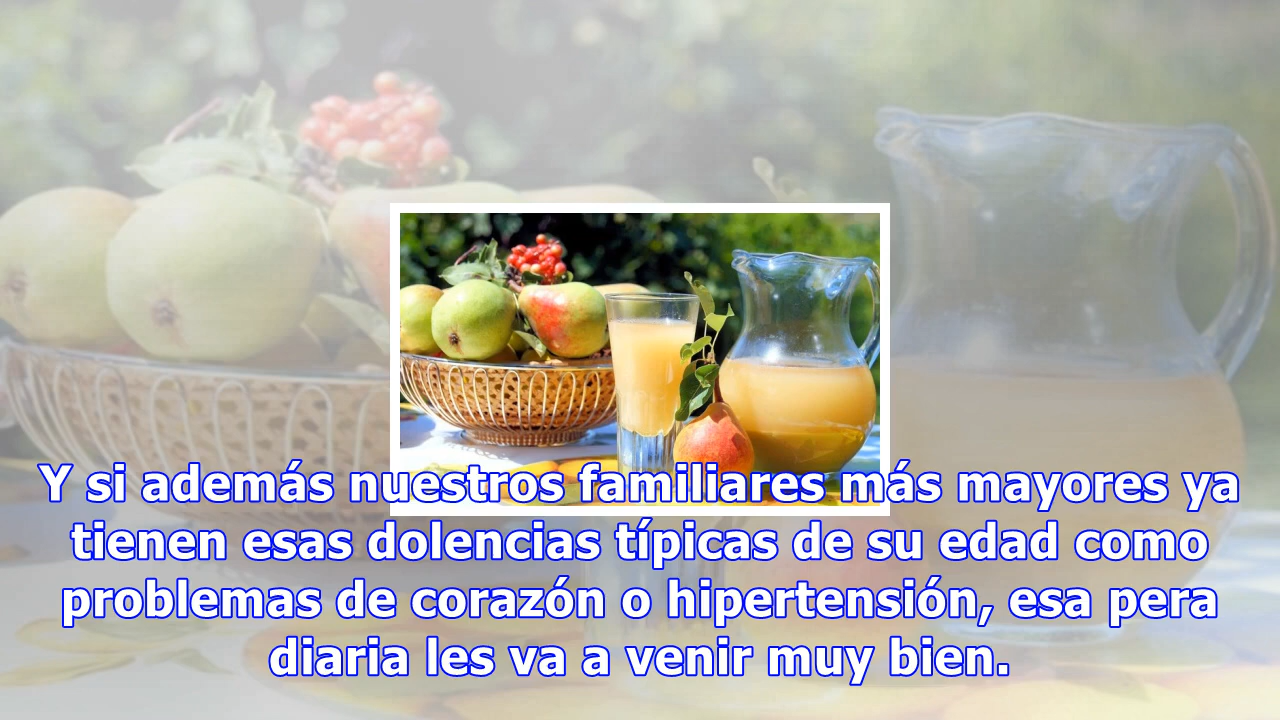 Y si además nuestros familiares más mayores ya
tienen esas dolencias típicas de su edad como
problemas de corazón o hipertensión, esa pera
diaria les va a venir muy bien.